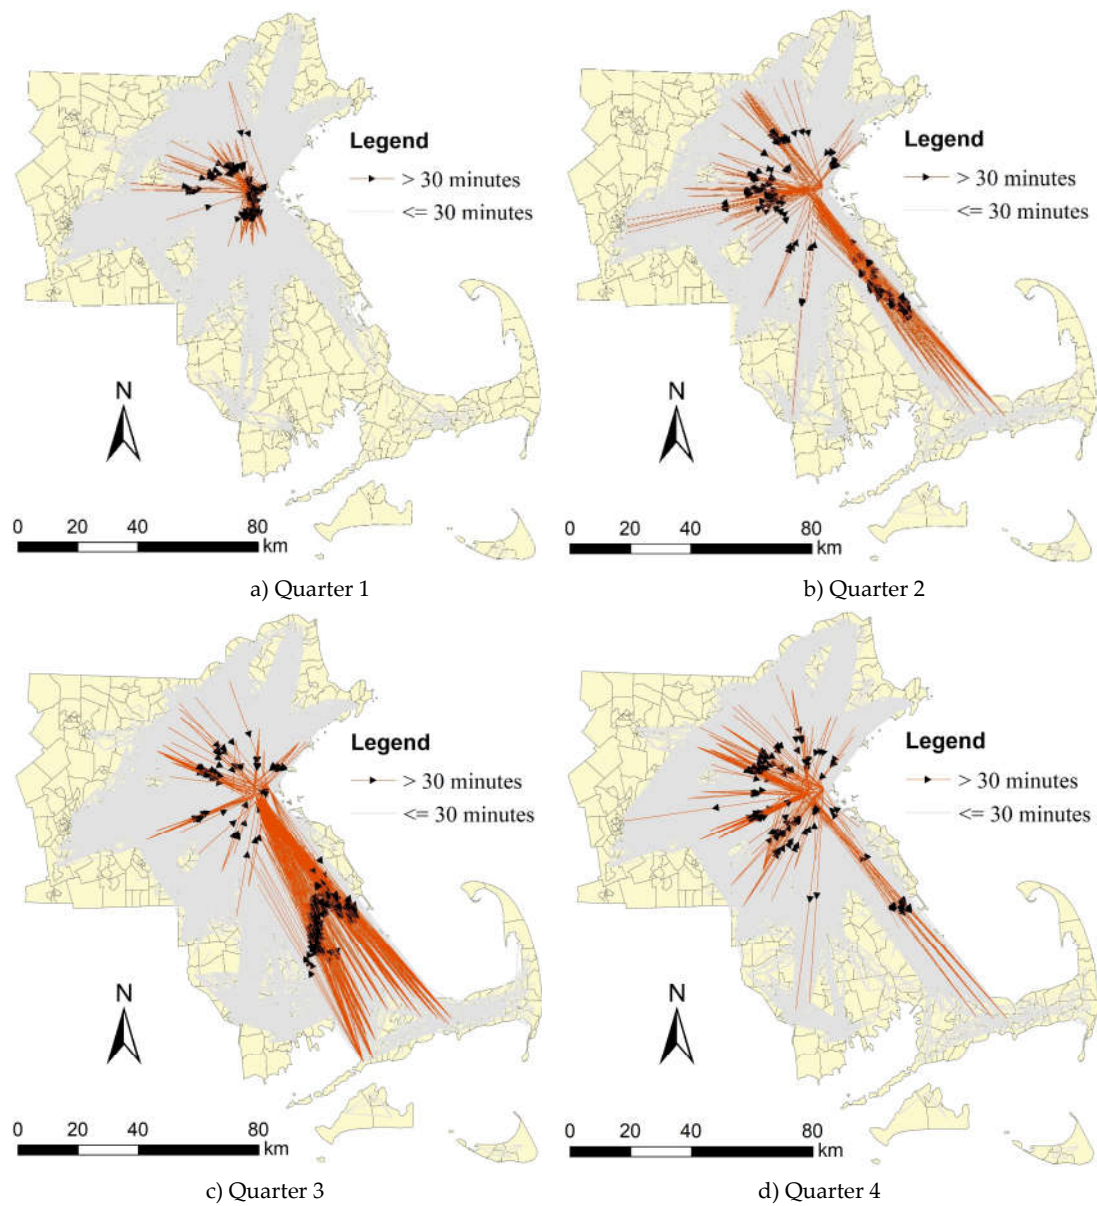 Legend
> 30 minutes
<= 30 minutes
N
0 20 40 80
km
a) Quarter 1
Legend
> 30 minutes
<= 30 minutes
N
0 20 40 80
km
b) Quarter 2
Legend
> 30 minutes
<= 30 minutes
N
0 20 40 80
km
c) Quarter 3
Legend
> 30 minutes
<= 30 minutes
N
0 20 40 80
km
d) Quarter 4